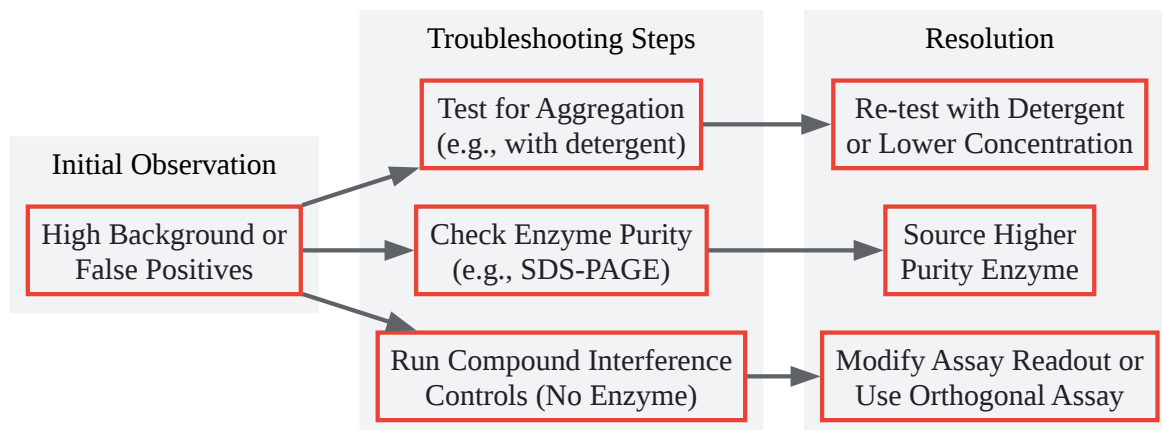 Initial Observation
High Background or
False Positives
Troubleshooting Steps
Test for Aggregation
(e.g., with detergent)
Check Enzyme Purity
(e.g., SDS-PAGE)
Run Compound Interference
Controls (No Enzyme)
Resolution
Re-test with Detergent
or Lower Concentration
Source Higher
Purity Enzyme
Modify Assay Readout or
Use Orthogonal Assay